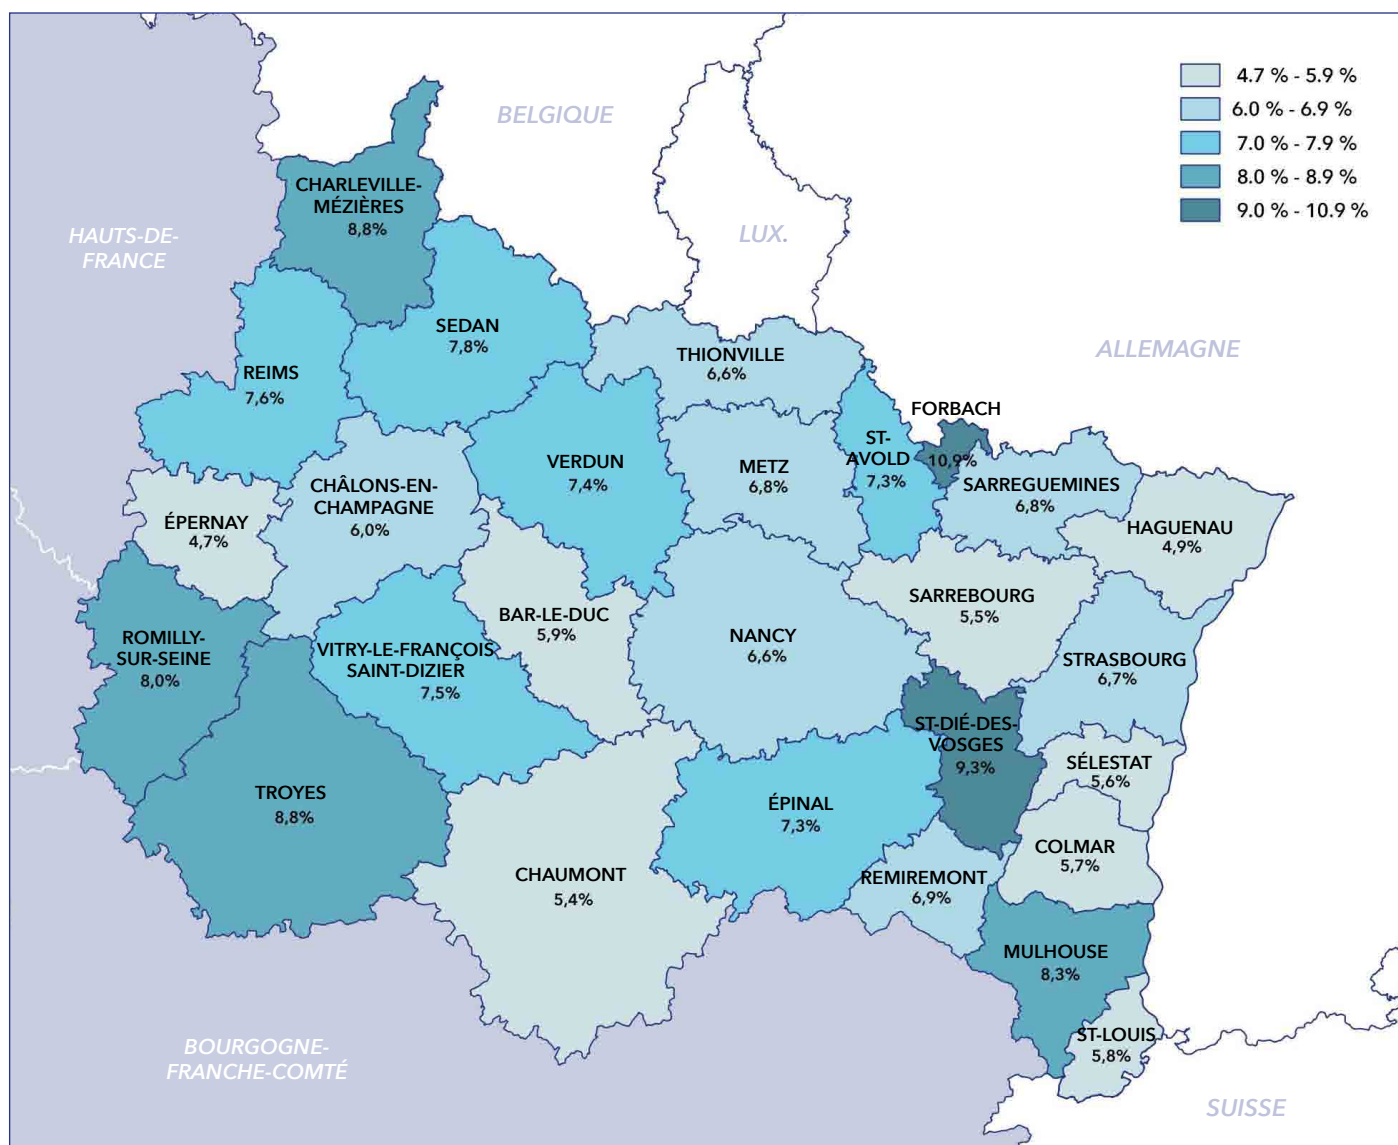 4.7 % - 5.9 %
6.0 % - 6.9 %
7.0 % - 7.9 %
8.0 % - 8.9 %
9.0 % - 10.9 %
BELGIQUE
LUX.
HAUTS-DE-
FRANCE
ALLEMAGNE
CHARLEVILLE-
MÉZIÈRES
8,8%
SEDAN
7,8%
REIMS
7,6%
THIONVILLE
6,6%
FORBACH
10,9%
ST-
AVOLD
7,3%
VERDUN
7,4%
METZ
6,8%
SARREGUEMINES
6,8%
CHÂLONS-EN-
CHAMPAGNE
6,0%
ÉPERNAY
4,7%
HAGUENAU
4,9%
SARREBOURG
5,5%
BAR-LE-DUC
5,9%
NANCY
6,6%
ROMILLY-
SUR-SEINE
8,0%
VITRY-LE-FRANÇOIS
SAINT-DIZIER
7,5%
STRASBOURG
6,7%
ST-DIÉ-DES-
VOSGES
9,3%
SÉLESTAT
5,6%
TROYES
8,8%
ÉPINAL
7,3%
COLMAR
5,7%
CHAUMONT
5,4%
REMIREMONT
6,9%
MULHOUSE
8,3%
ST-LOUIS
5,8%
BOURGOGNE-
FRANCHE-COMTÉ
SUISSE